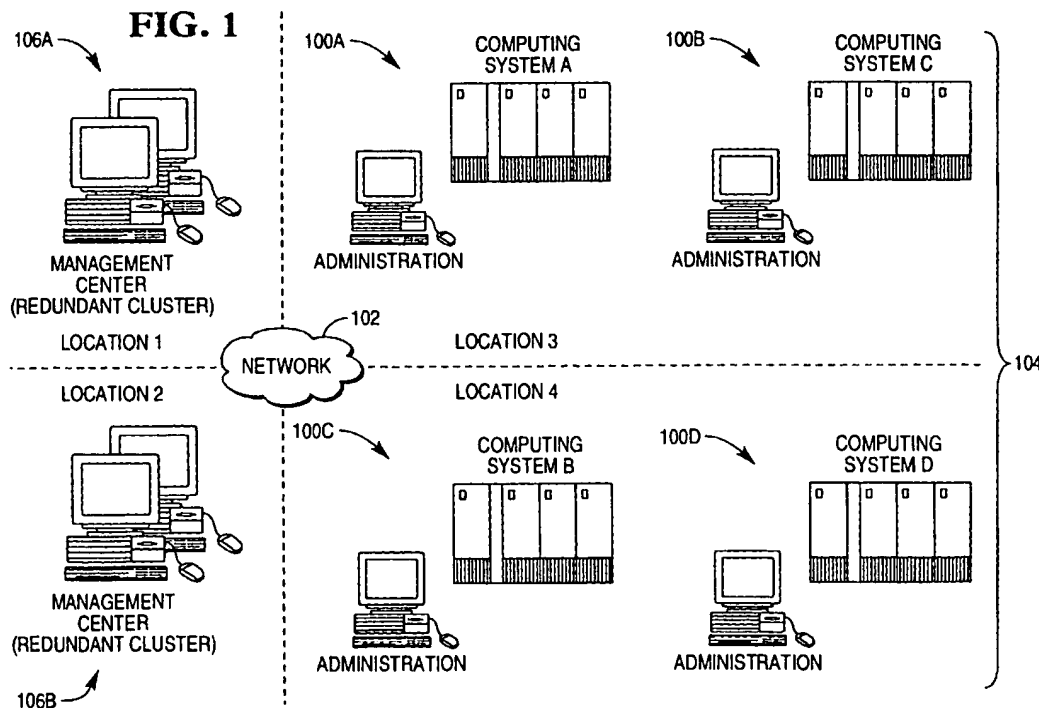 FIG. 1
106A
100A
COMPUTING
SYSTEM A
100B
COMPUTING
SYSTEM C
MANAGEMENT
CENTER
(REDUNDANT CLUSTER)
ADMINISTRATION
ADMINISTRATION
LOCATION 1
102
LOCATION 3
NETWORK
104
LOCATION 2
LOCATION 4
100C
COMPUTING
SYSTEM B
100D
COMPUTING
SYSTEM D
MANAGEMENT
CENTER
(REDUNDANT CLUSTER)
ADMINISTRATION
ADMINISTRATION
106B